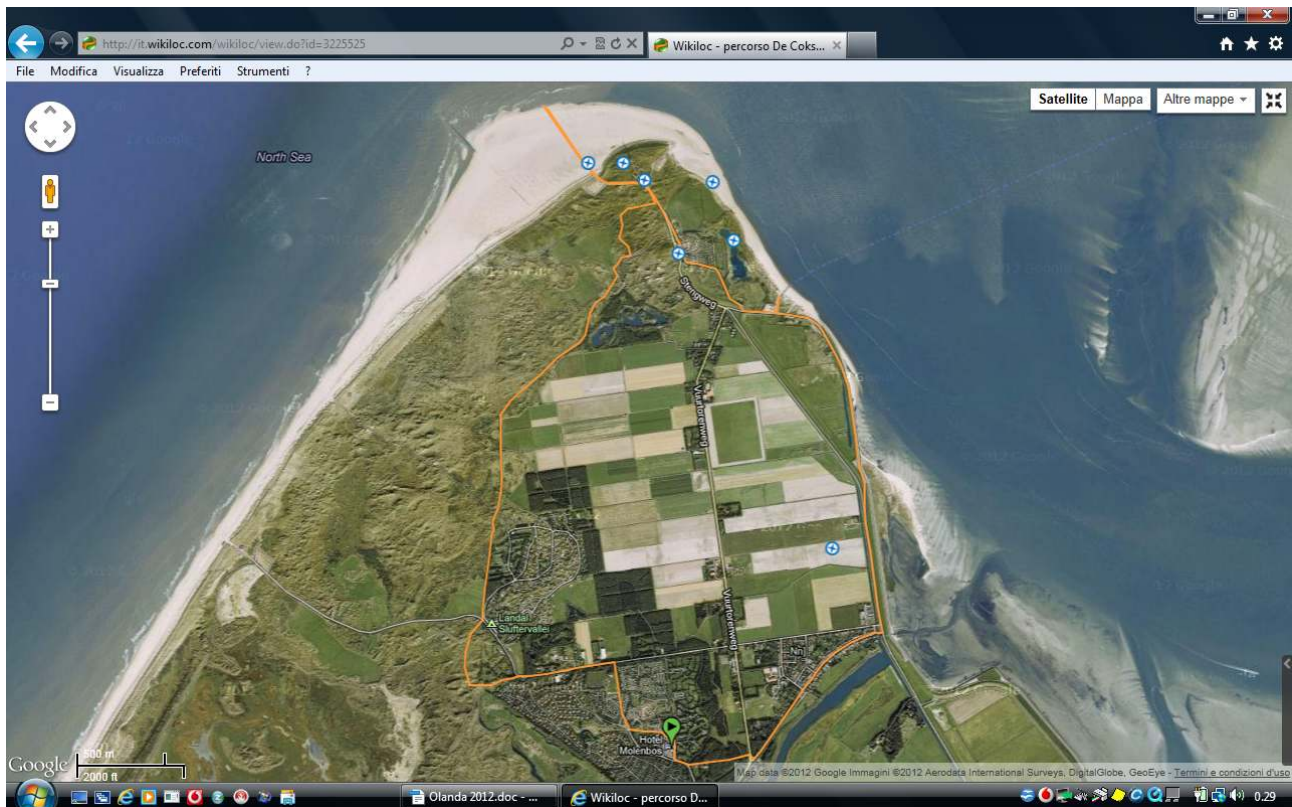 http://it.wikiloc.com/wikiloc/view.do?id=3225525
Wikiloc - percorso De Coks...
File Modifica Visualizza Preferiti Strumenti ?
Satellite Mappa Altre mappe
North Sea
Stengweg
Vuurtorenweg
Vuurtorenweg
Landal
Sluftervallei
Nn
Hotel
Molenbos
Google
500 m
2000 ft
Map data ©2012 Google Immagini ©2012 Aerodata International Surveys, DigitalGlobe, GeoEye - Termini e condizioni d'uso
Olanda 2012.doc - ...
Wikiloc - percorso D...
0.29